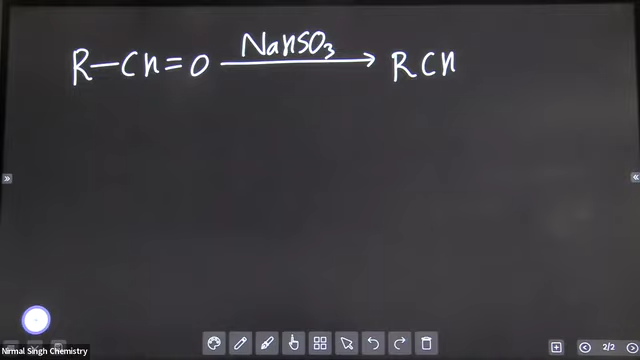 R-CH=O NaHSO3 → RCH
Nirmal Singh Chemistry
2/2